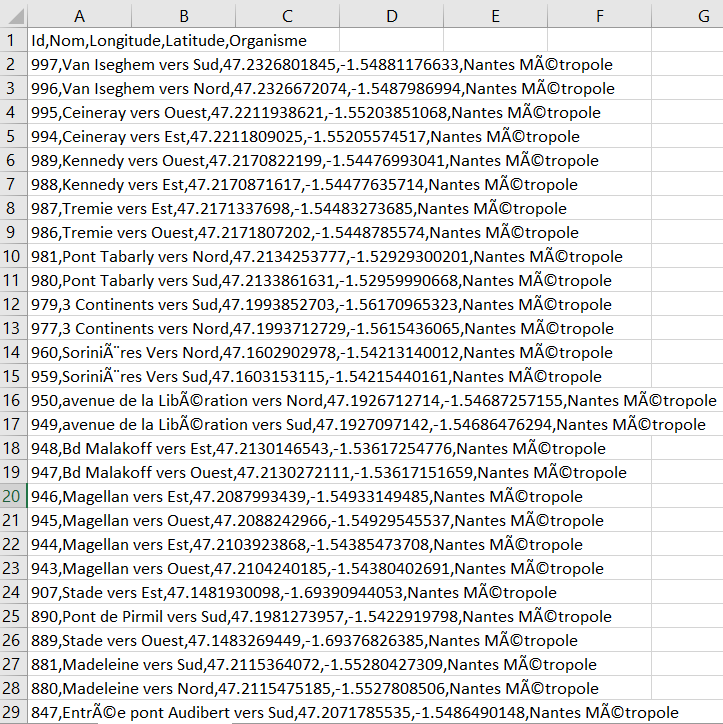 A B C D E F G
1 Id,Nom,Longitude,Latitude,Organisme
2 997,Van Iseghem vers Sud,47.2326801845,-1.54881176633,Nantes MÃ©tropole
3 996,Van Iseghem vers Nord,47.2326672074,-1.5487986994,Nantes MÃ©tropole
4 995,Ceineray vers Ouest,47.2211938621,-1.55203851068,Nantes MÃ©tropole
5 994,Ceineray vers Est,47.2211809025,-1.55205574517,Nantes MÃ©tropole
6 989,Kennedy vers Ouest,47.2170822199,-1.54476993041,Nantes MÃ©tropole
7 988,Kennedy vers Est,47.2170871617,-1.54477635714,Nantes MÃ©tropole
8 987,Tremie vers Est,47.2171337698,-1.54483273685,Nantes MÃ©tropole
9 986,Tremie vers Ouest,47.2171807202,-1.5448785574,Nantes MÃ©tropole
10 981,Pont Tabarly vers Nord,47.2134253777,-1.52929300201,Nantes MÃ©tropole
11 980,Pont Tabarly vers Sud,47.2133861631,-1.52959990668,Nantes MÃ©tropole
12 979,3 Continents vers Sud,47.1993852703,-1.56170965323,Nantes MÃ©tropole
13 977,3 Continents vers Nord,47.1993712729,-1.5615436065,Nantes MÃ©tropole
14 960,SoriniÃ¨res Vers Nord,47.1602902978,-1.54213140012,Nantes MÃ©tropole
15 959,SoriniÃ¨res Vers Sud,47.1603153115,-1.54215440161,Nantes MÃ©tropole
16 950,avenue de la LibÃ©ration vers Nord,47.1926712714,-1.54687257155,Nantes MÃ©tropole
17 949,avenue de la LibÃ©ration vers Sud,47.1927097142,-1.54686476294,Nantes MÃ©tropole
18 948,Bd Malakoff vers Est,47.2130146543,-1.53617254776,Nantes MÃ©tropole
19 947,Bd Malakoff vers Ouest,47.2130272111,-1.53617151659,Nantes MÃ©tropole
20 946,Magellan vers Est,47.2087993439,-1.54933149485,Nantes MÃ©tropole
21 945,Magellan vers Ouest,47.2088242966,-1.54929545537,Nantes MÃ©tropole
22 944,Magellan vers Est,47.2103923868,-1.54385473708,Nantes MÃ©tropole
23 943,Magellan vers Ouest,47.2104240185,-1.54380402691,Nantes MÃ©tropole
24 907,Stade vers Est,47.1481930098,-1.69390944053,Nantes MÃ©tropole
25 890,Pont de Pirmil vers Sud,47.1981273957,-1.5422919798,Nantes MÃ©tropole
26 889,Stade vers Ouest,47.1483269449,-1.69376826385,Nantes MÃ©tropole
27 881,Madeleine vers Sud,47.2115364072,-1.55280427309,Nantes MÃ©tropole
28 880,Madeleine vers Nord,47.2115475185,-1.5527808506,Nantes MÃ©tropole
29 847,EntrÃ©e pont Audibert vers Sud,47.2071785535,-1.5486490148,Nantes MÃ©tropole